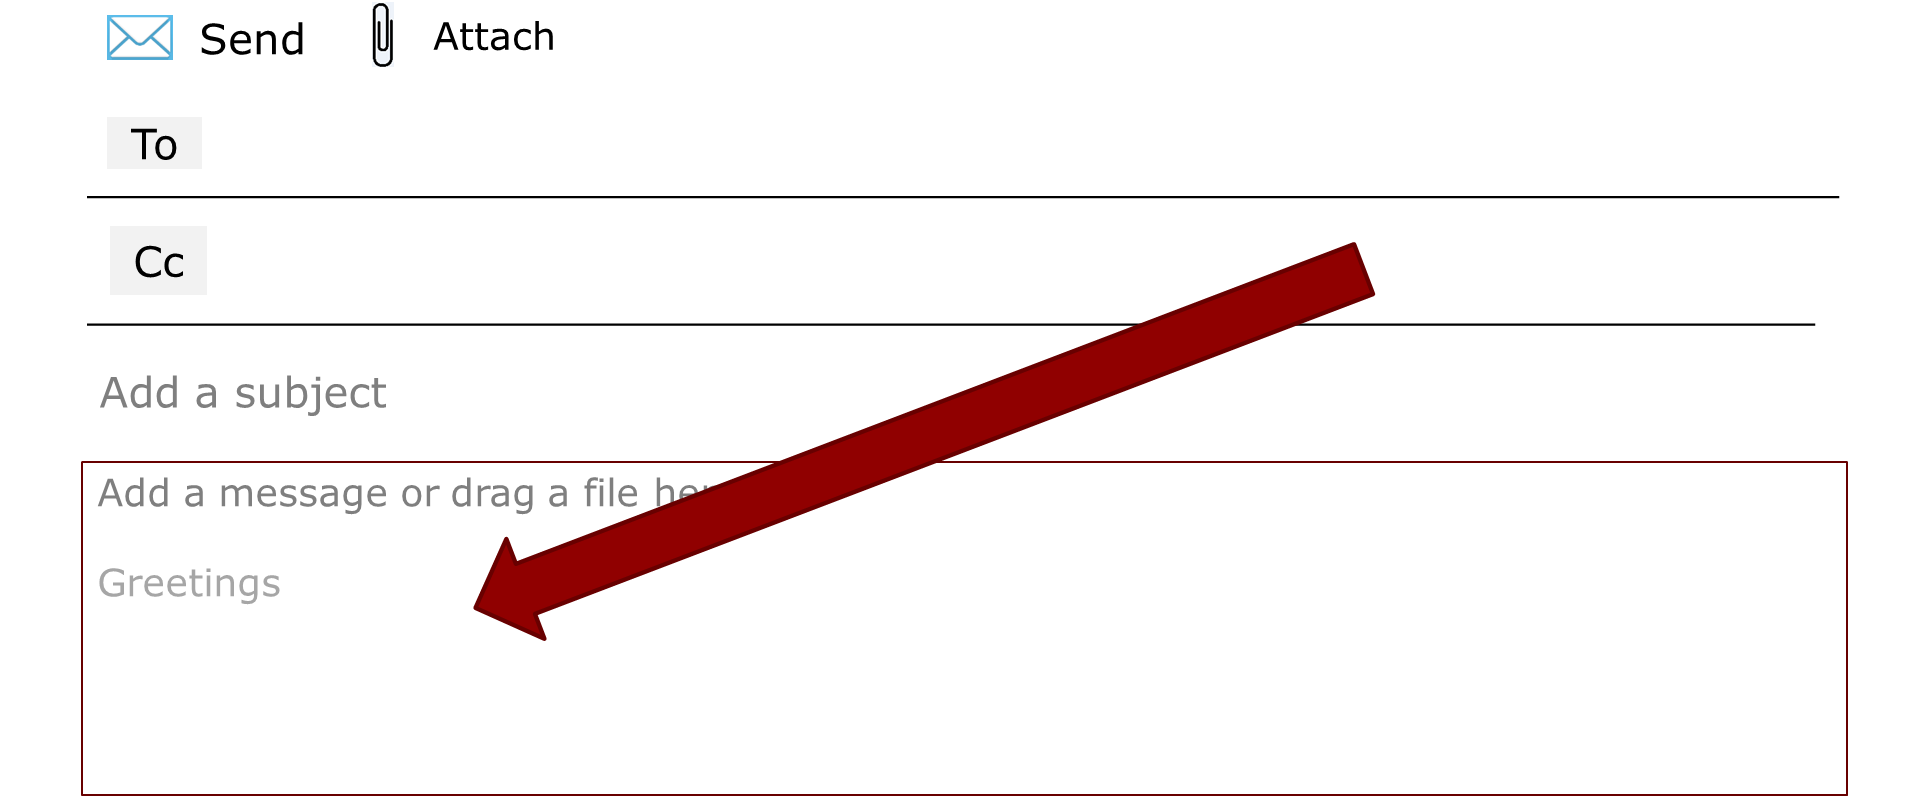 Send Attach
To
Cc
Add a subject
Add a message or drag a file
Greetings